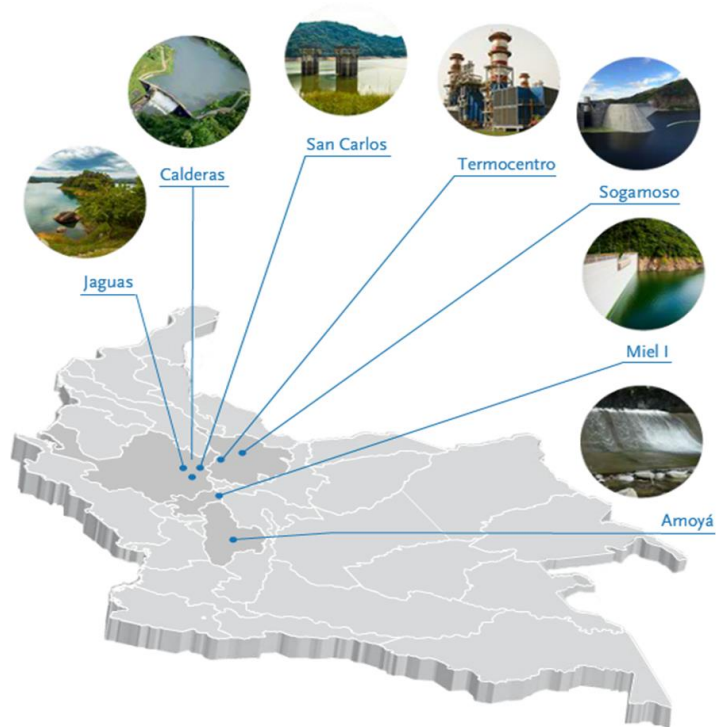 San Carlos
Calderas
Termocentro
Sogamoso
Jaguas
Miel I
Amoyá